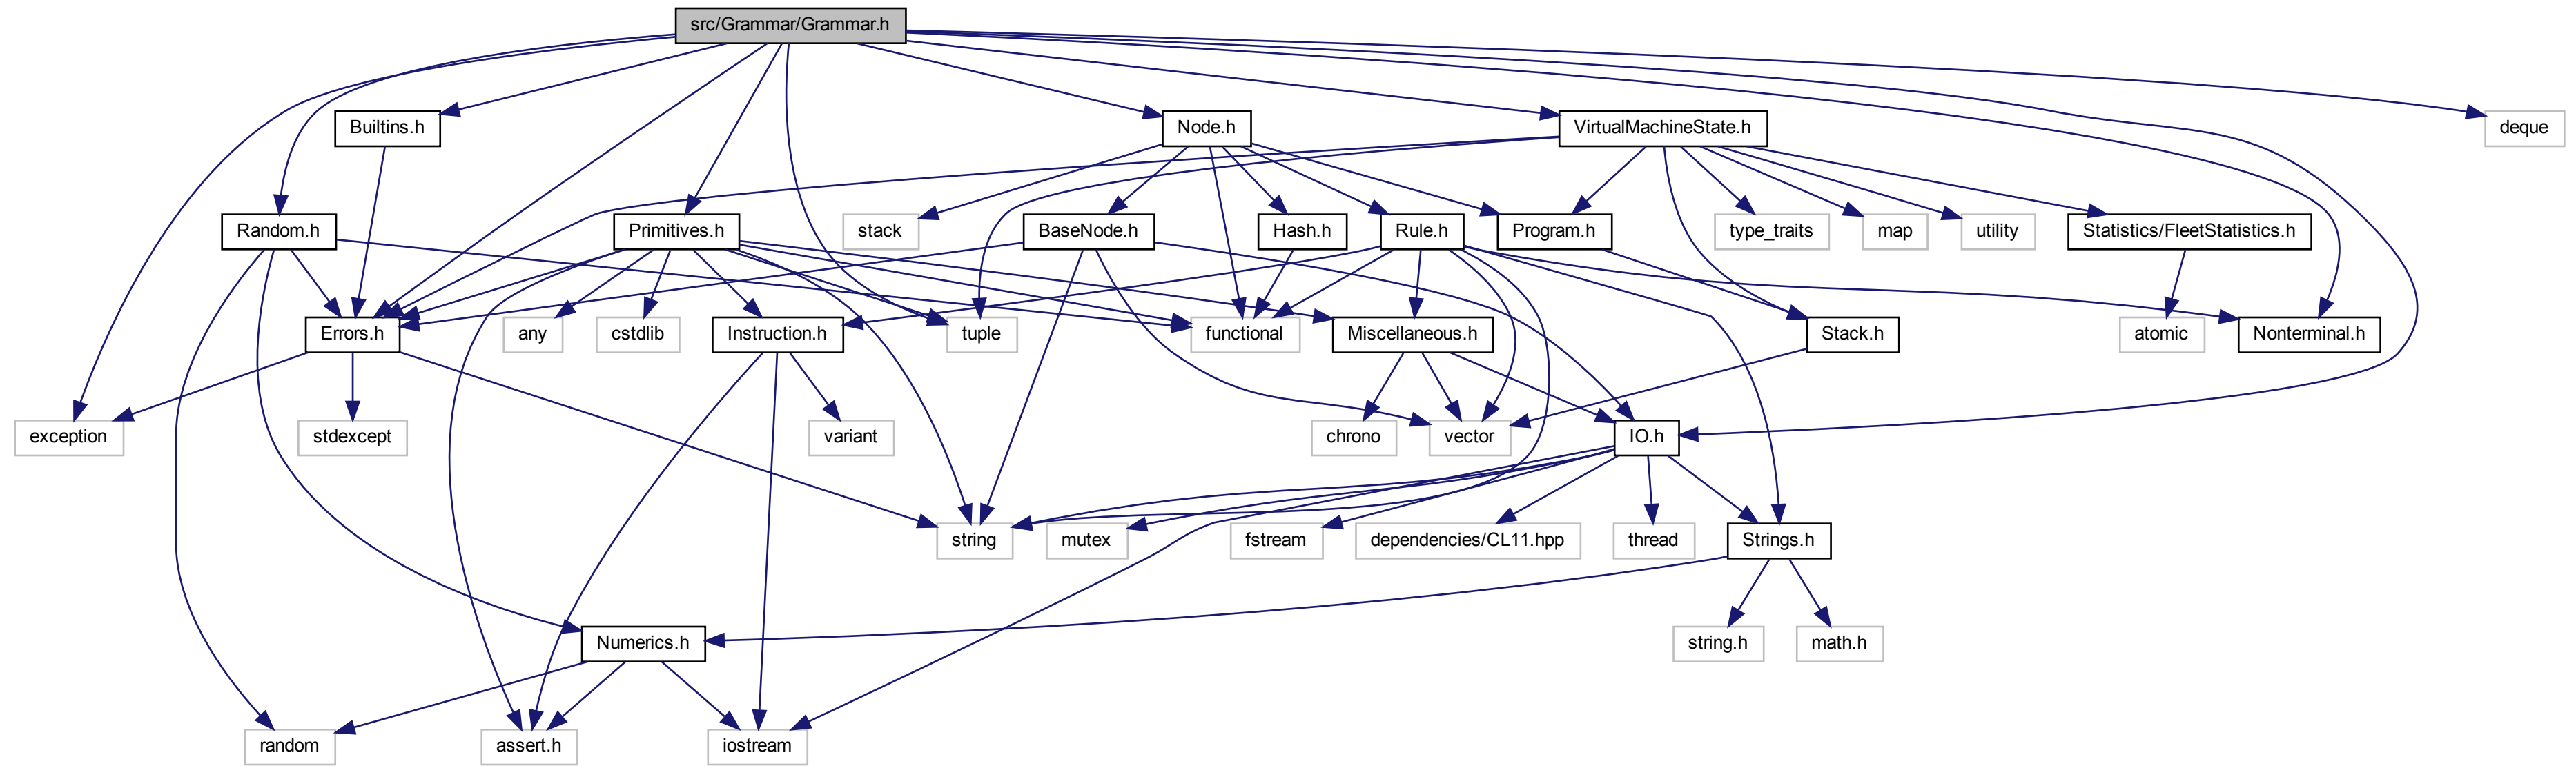 src/Grammar/Grammar.h
Builtins.h
Node.h
VirtualMachineState.h
deque
Random.h
Primitives.h
stack
BaseNode.h
Hash.h
Rule.h
Program.h
type_traits
map
utility
Statistics/FleetStatistics.h
Errors.h
any
cstdlib
Instruction.h
tuple
functional
Miscellaneous.h
Stack.h
atomic
Nonterminal.h
exception
stdexcept
variant
chrono
vector
IO.h
string
mutex
fstream
dependencies/CL11.hpp
thread
Strings.h
Numerics.h
string.h
math.h
random
assert.h
iostream